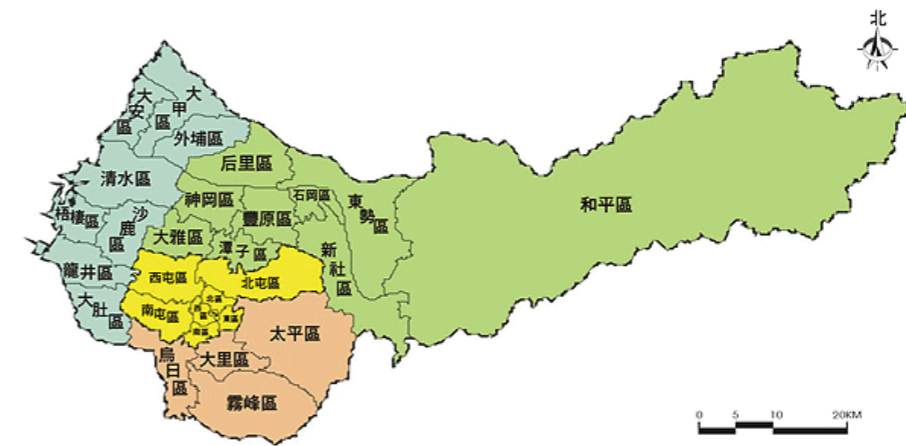 北
大甲區
大安區
外埔區
后里區
清水區
神岡區
石岡區
東勢區
和平區
梧棲區
沙鹿區
豐原區
大雅區
潭子區
新社區
龍井區
西屯區
北屯區
大肚區
南屯區
北區
西區
東區
南區
太平區
烏日區
大里區
霧峰區
0 5 10 20KM